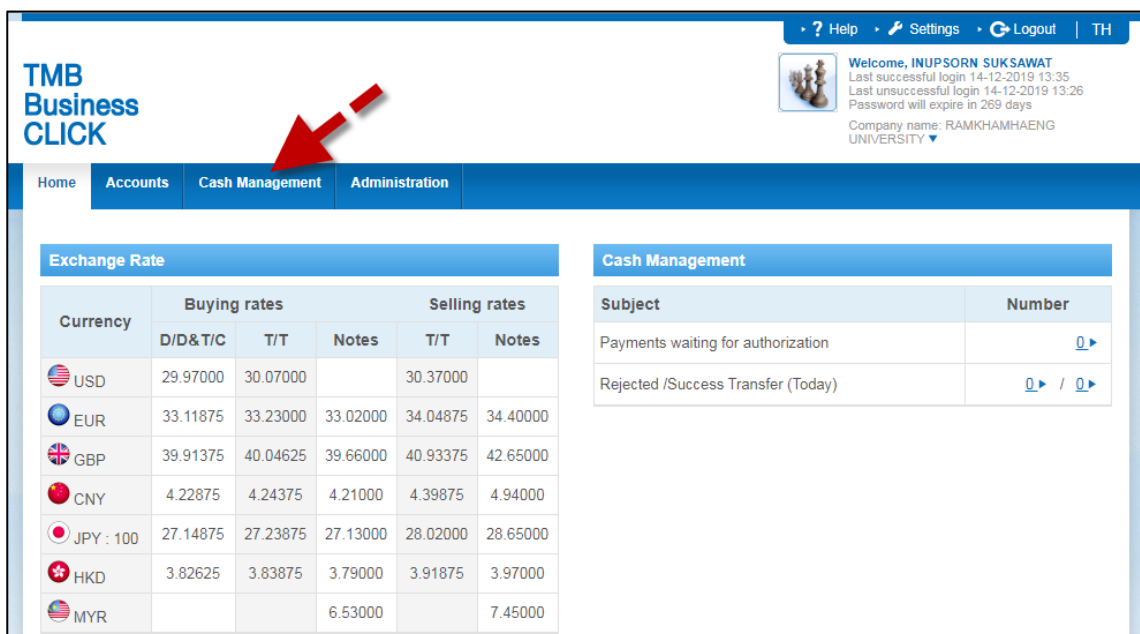 ? Help Settings Logout | TH
TMB
Business
CLICK
Welcome, INUPSORN SUKSAWAT
Last successful login 14-12-2019 13:35
Last unsuccessful login 14-12-2019 13:26
Password will expire in 269 days
Company name: RAMKHAMHAENG
UNIVERSITY
Home Accounts Cash Management Administration
Exchange Rate
Currency Buying rates Selling rates
D/D&T/C T/T Notes T/T Notes
USD 29.97000 30.07000 30.37000
EUR 33.11875 33.23000 33.02000 34.04875 34.40000
GBP 39.91375 40.04625 39.66000 40.93375 42.65000
CNY 4.22875 4.24375 4.21000 4.39875 4.94000
JPY : 100 27.14875 27.23875 27.13000 28.02000 28.65000
HKD 3.82625 3.83875 3.79000 3.91875 3.97000
MYR 6.53000 7.45000
Cash Management
Subject Number
Payments waiting for authorization 0
Rejected /Success Transfer (Today) 0 / 0